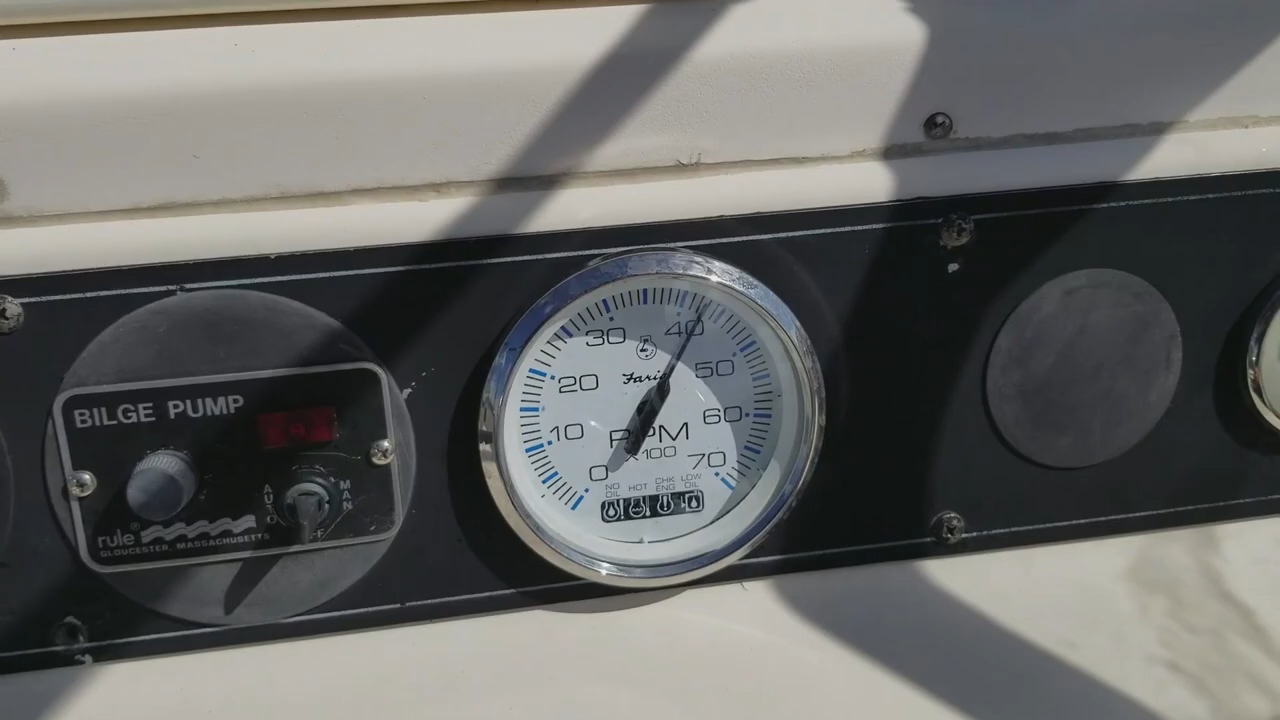 BILGE PUMP
AUTO
MAN
rule®
GLOUCESTER, MASSACHUSETTS
0
10
20
30
40
50
60
70
RPM
x100
NO OIL
HOT
CHK ENG
LOW OIL